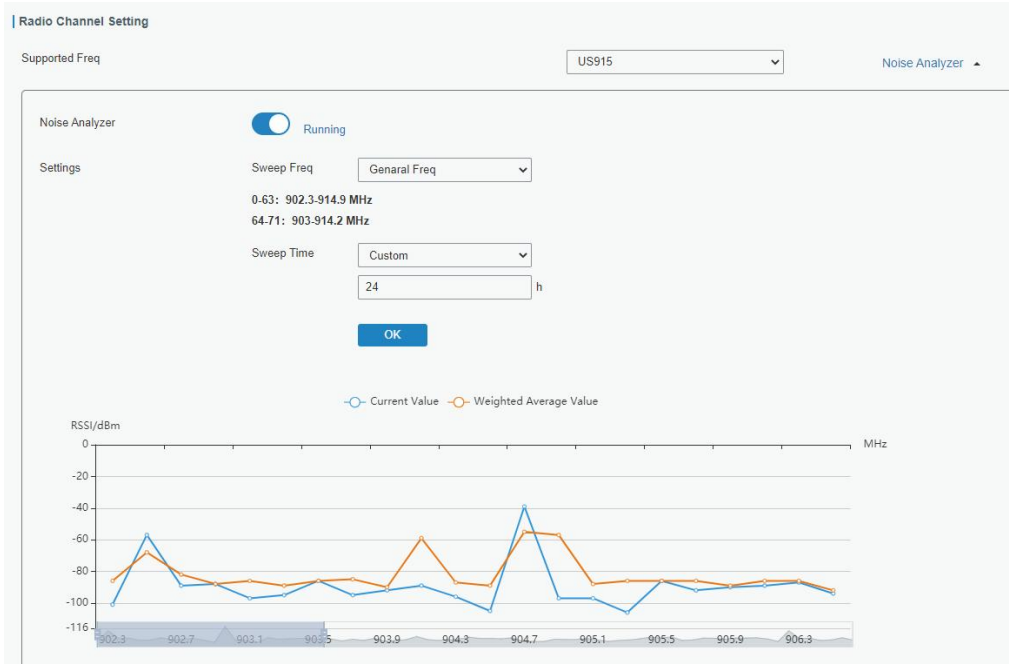 Radio Channel Setting
Supported Freq US915 Noise Analyzer
Noise Analyzer Running
Settings Sweep Freq Genaral Freq
0-63: 902.3-914.9 MHz
64-71: 903-914.2 MHz
Sweep Time Custom
24 h
OK
Current Value Weighted Average Value
RSSI/dBm
0 MHz
-20
-40
-60
-80
-100
-116
902.3 902.7 903.1 903.5 903.9 904.3 904.7 905.1 905.5 905.9 906.3